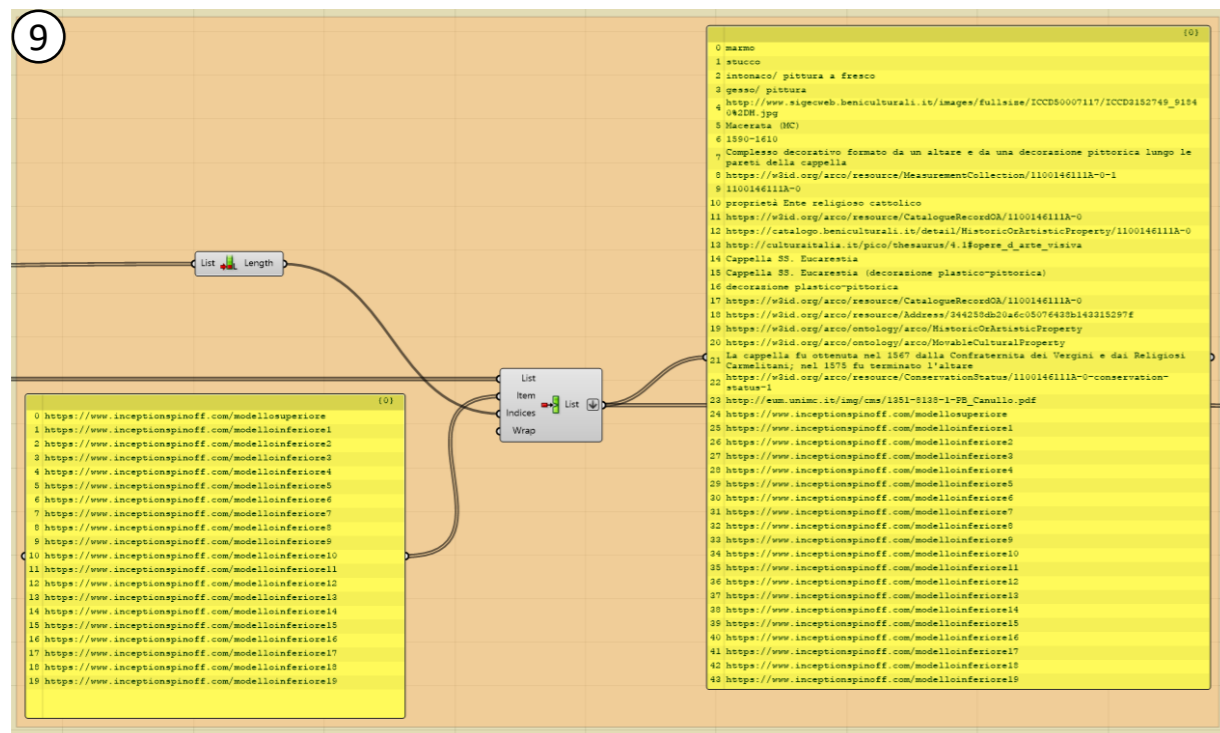 9
List Length
List
Item
Indices
Wrap
List
{0}
0 https://www.inceptionspinoff.com/modellosuperiore
1 https://www.inceptionspinoff.com/modelloinferiore1
2 https://www.inceptionspinoff.com/modelloinferiore2
3 https://www.inceptionspinoff.com/modelloinferiore3
4 https://www.inceptionspinoff.com/modelloinferiore4
5 https://www.inceptionspinoff.com/modelloinferiore5
6 https://www.inceptionspinoff.com/modelloinferiore6
7 https://www.inceptionspinoff.com/modelloinferiore7
8 https://www.inceptionspinoff.com/modelloinferiore8
9 https://www.inceptionspinoff.com/modelloinferiore9
10 https://www.inceptionspinoff.com/modelloinferiore10
11 https://www.inceptionspinoff.com/modelloinferiore11
12 https://www.inceptionspinoff.com/modelloinferiore12
13 https://www.inceptionspinoff.com/modelloinferiore13
14 https://www.inceptionspinoff.com/modelloinferiore14
15 https://www.inceptionspinoff.com/modelloinferiore15
16 https://www.inceptionspinoff.com/modelloinferiore16
17 https://www.inceptionspinoff.com/modelloinferiore17
18 https://www.inceptionspinoff.com/modelloinferiore18
19 https://www.inceptionspinoff.com/modelloinferiore19
{0}
0 marmo
1 stucco
2 intonaco/ pittura a fresco
3 gesso/ pittura
4 http://www.sigecweb.beniculturali.it/images/fullsize/ICCD50007117/ICCD3152749_9184
0%2DH.jpg
5 Macerata (MC)
6 1590-1610
7 Complesso decorativo formato da un altare e da una decorazione pittorica lungo le
pareti della cappella
8 https://w3id.org/arco/resource/MeasurementCollection/1100146111A-0-1
9 1100146111A-0
10 proprietà Ente religioso cattolico
11 https://w3id.org/arco/resource/CatalogueRecordOA/1100146111A-0
12 https://catalogo.beniculturali.it/detail/HistoricOrArtisticProperty/1100146111A-0
13 http://culturaitalia.it/pico/thesaurus/4.1#opere_d_arte_visiva
14 Cappella SS. Eucarestia
15 Cappella SS. Eucarestia (decorazione plastico-pittorica)
16 decorazione plastico-pittorica
17 https://w3id.org/arco/resource/CatalogueRecordOA/1100146111A-0
18 https://w3id.org/arco/resource/Address/344258db20a6c05076438b143315297f
19 https://w3id.org/arco/ontology/arco/HistoricOrArtisticProperty
20 https://w3id.org/arco/ontology/arco/MovableCulturalProperty
21 La cappella fu ottenuta nel 1567 dalla Confraternita dei Vergini e dai Religiosi
Carmelitani; nel 1575 fu terminato l'altare
22 https://w3id.org/arco/resource/ConservationStatus/1100146111A-0-conservation-
status-1
23 http://eum.unimc.it/img/cms/1351-8138-1-PB_Canullo.pdf
24 https://www.inceptionspinoff.com/modellosuperiore
25 https://www.inceptionspinoff.com/modelloinferiore1
26 https://www.inceptionspinoff.com/modelloinferiore2
27 https://www.inceptionspinoff.com/modelloinferiore3
28 https://www.inceptionspinoff.com/modelloinferiore4
29 https://www.inceptionspinoff.com/modelloinferiore5
30 https://www.inceptionspinoff.com/modelloinferiore6
31 https://www.inceptionspinoff.com/modelloinferiore7
32 https://www.inceptionspinoff.com/modelloinferiore8
33 https://www.inceptionspinoff.com/modelloinferiore9
34 https://www.inceptionspinoff.com/modelloinferiore10
35 https://www.inceptionspinoff.com/modelloinferiore11
36 https://www.inceptionspinoff.com/modelloinferiore12
37 https://www.inceptionspinoff.com/modelloinferiore13
38 https://www.inceptionspinoff.com/modelloinferiore14
39 https://www.inceptionspinoff.com/modelloinferiore15
40 https://www.inceptionspinoff.com/modelloinferiore16
41 https://www.inceptionspinoff.com/modelloinferiore17
42 https://www.inceptionspinoff.com/modelloinferiore18
43 https://www.inceptionspinoff.com/modelloinferiore19